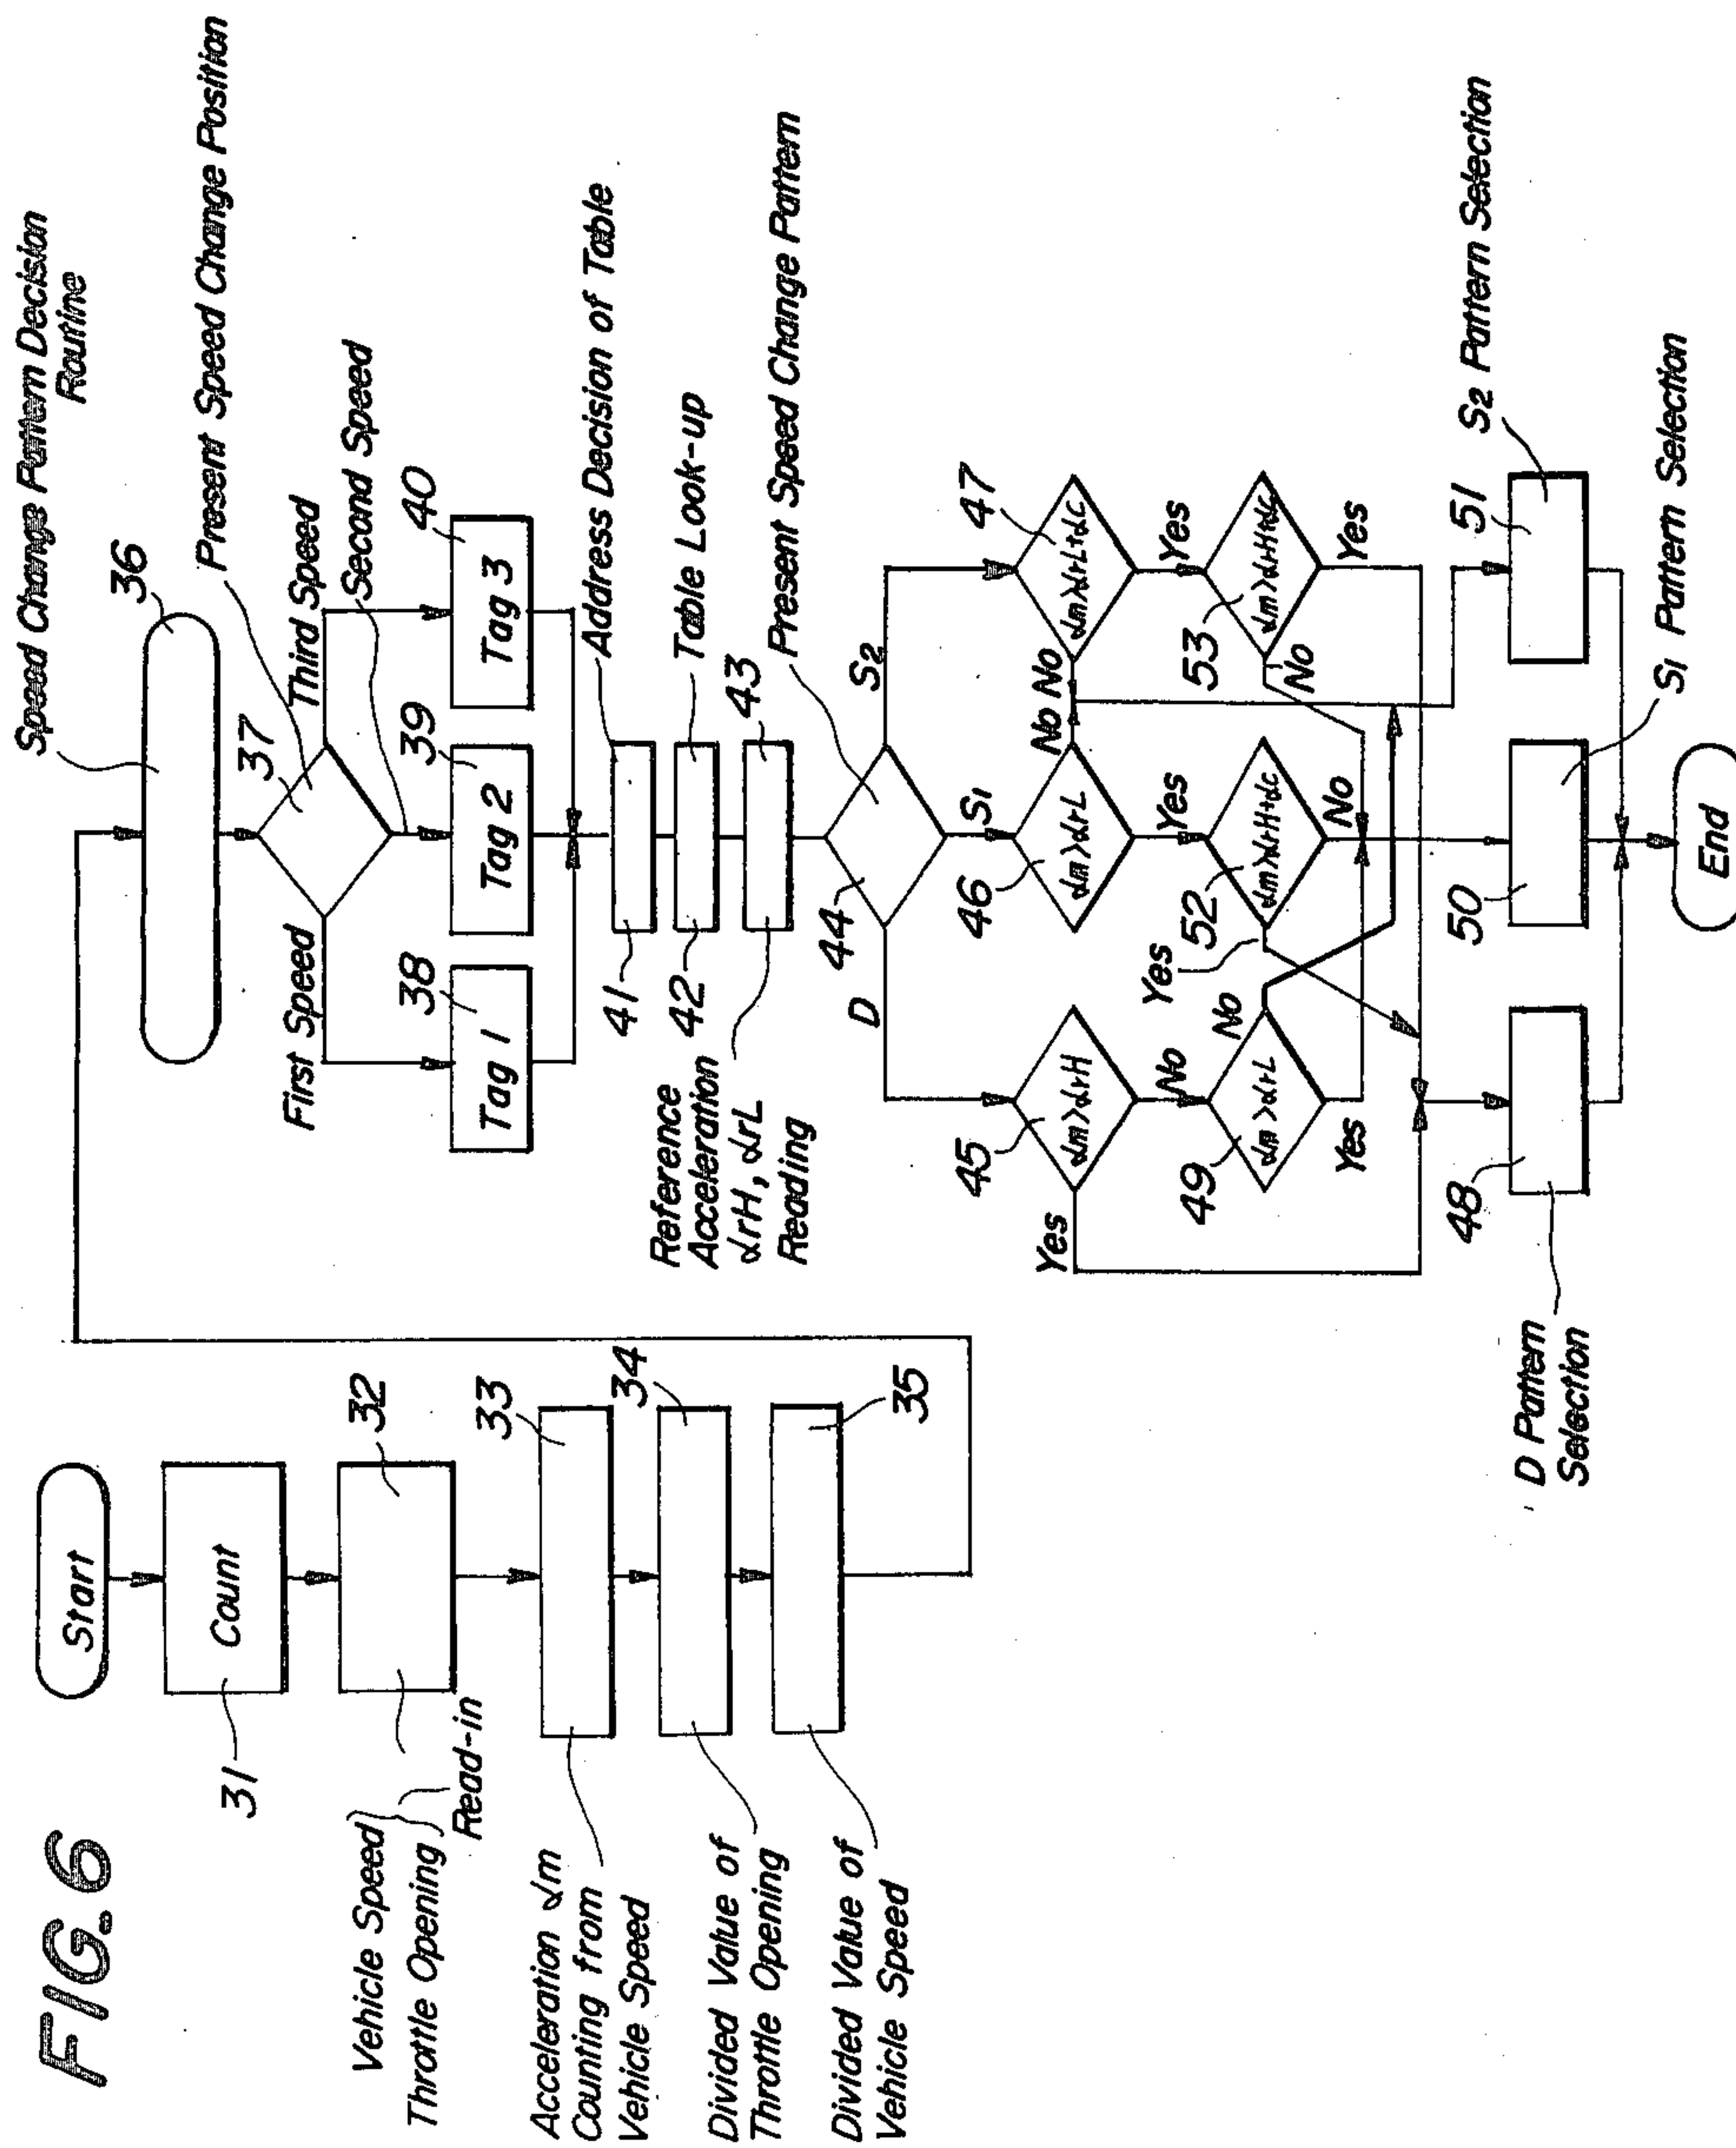 FIG. 6
Start
Count
31
32
Vehicle Speed
Throttle Opening
Read-in
33
Acceleration αm
Counting from
Vehicle Speed
34
Divided Value of
Throttle Opening
35
Divided Value of
Vehicle Speed
Speed Change Pattern Decision
Routine
36
37
Present Speed Change Position
First Speed
Third Speed
Second Speed
38
39
40
Tag 1
Tag 2
Tag 3
41
Address Decision of Table
42
Table Look-up
43
Reference
Acceleration
αrH, αrL
Reading
44
Present Speed Change Pattern
D
S1
S2
45
46
47
αm>αrH
αm>αrL
αm>αrL+αc
Yes
No
No
No
Yes
Yes
49
52
53
αm>αrL
αm>αrH+αc
αm>αrH+αc
No
Yes
No
Yes
No
Yes
48
50
51
D Pattern
Selection
S1 Pattern Selection
S2 Pattern Selection
End